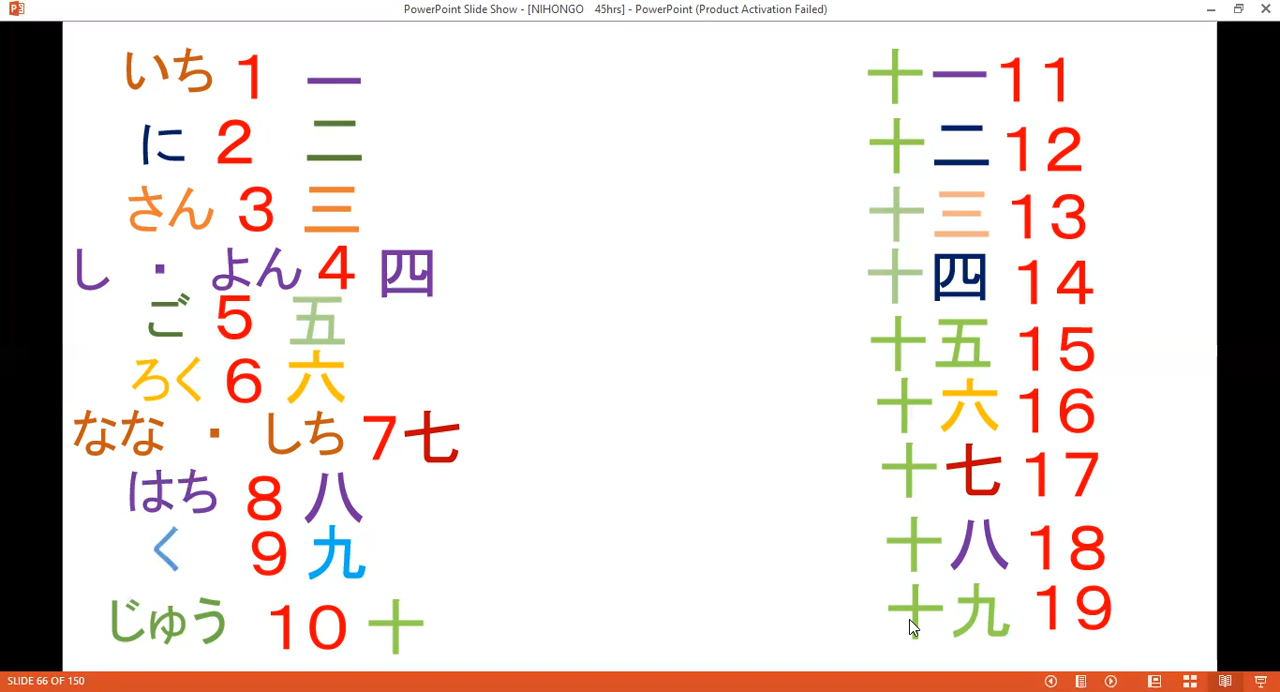 PowerPoint Slide Show - [NIHONGO 45hrs] - PowerPoint (Product Activation Failed)
いち 1 一
に 2 二
さん 3 三
し ・ よん 4 四
ご 5 五
ろく 6 六
なな ・ しち 7 七
はち 8 八
く 9 九
じゅう 10 十
十一 11
十二 12
十三 13
十四 14
十五 15
十六 16
十七 17
十八 18
十九 19
SLIDE 66 OF 150